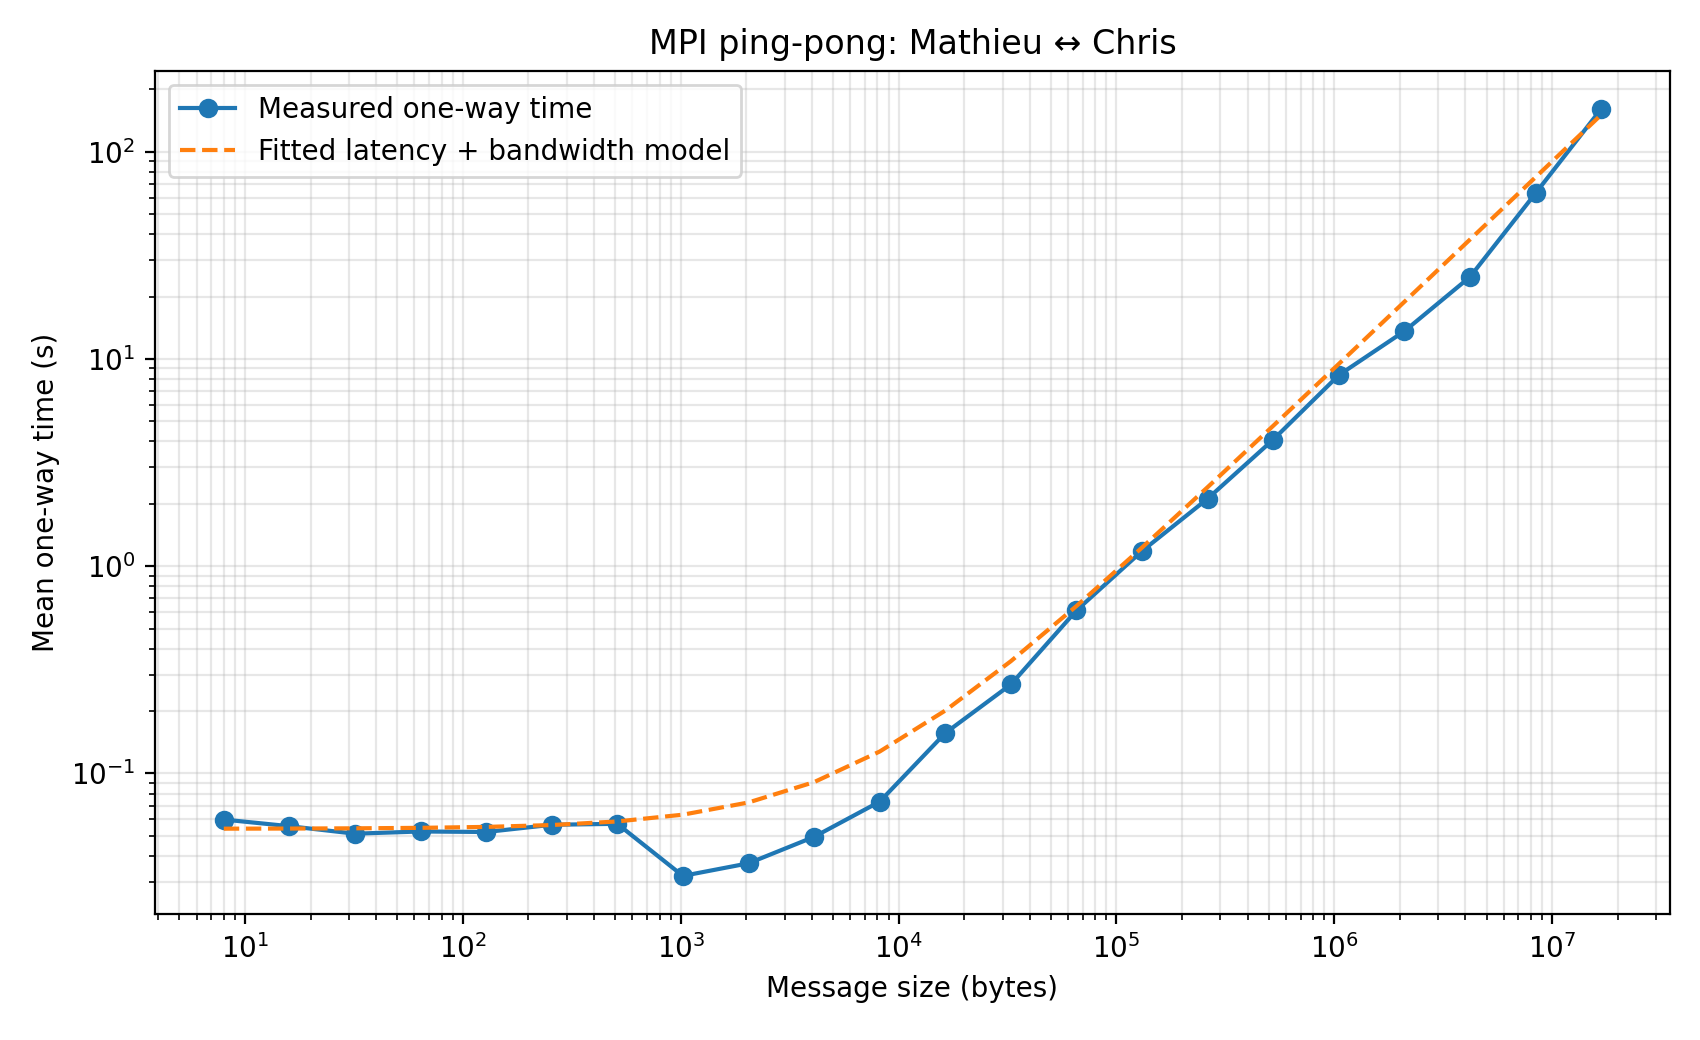 MPI ping-pong: Mathieu ↔ Chris
Measured one-way time
Fitted latency + bandwidth model
Mean one-way time (s)
10²
10¹
10⁰
10⁻¹
10¹ 10² 10³ 10⁴ 10⁵ 10⁶ 10⁷
Message size (bytes)